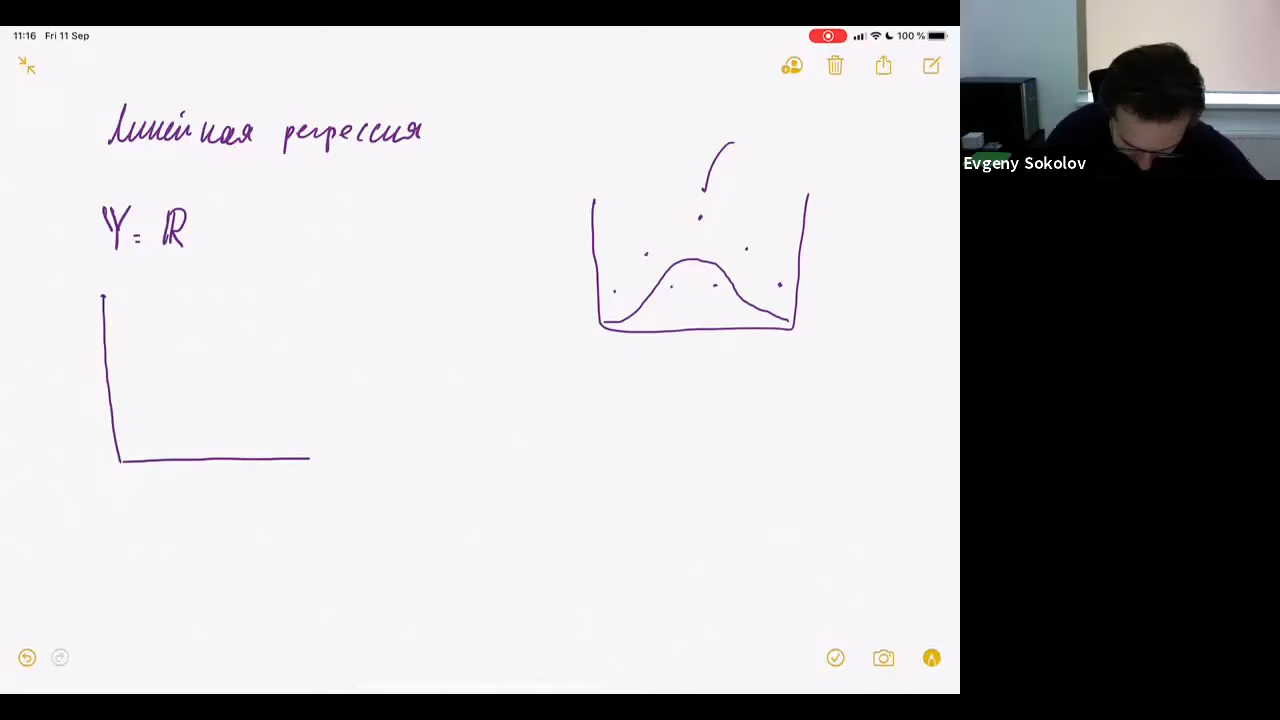 11:16 Fri 11 Sep 100 %
Линейная регрессия
Evgeny Sokolov
𝕐 = ℝ